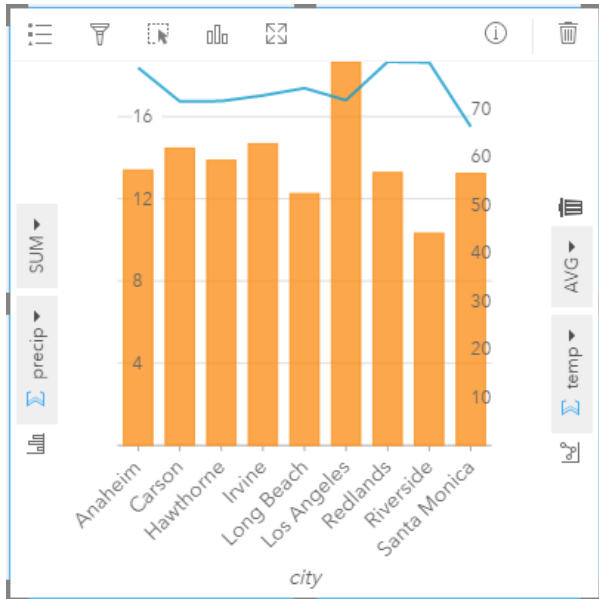 16
12
8
4
70
60
50
40
30
20
10
SUM
precip
AVG
temp
Anaheim
Carson
Hawthorne
Irvine
Long Beach
Los Angeles
Redlands
Riverside
Santa Monica
city